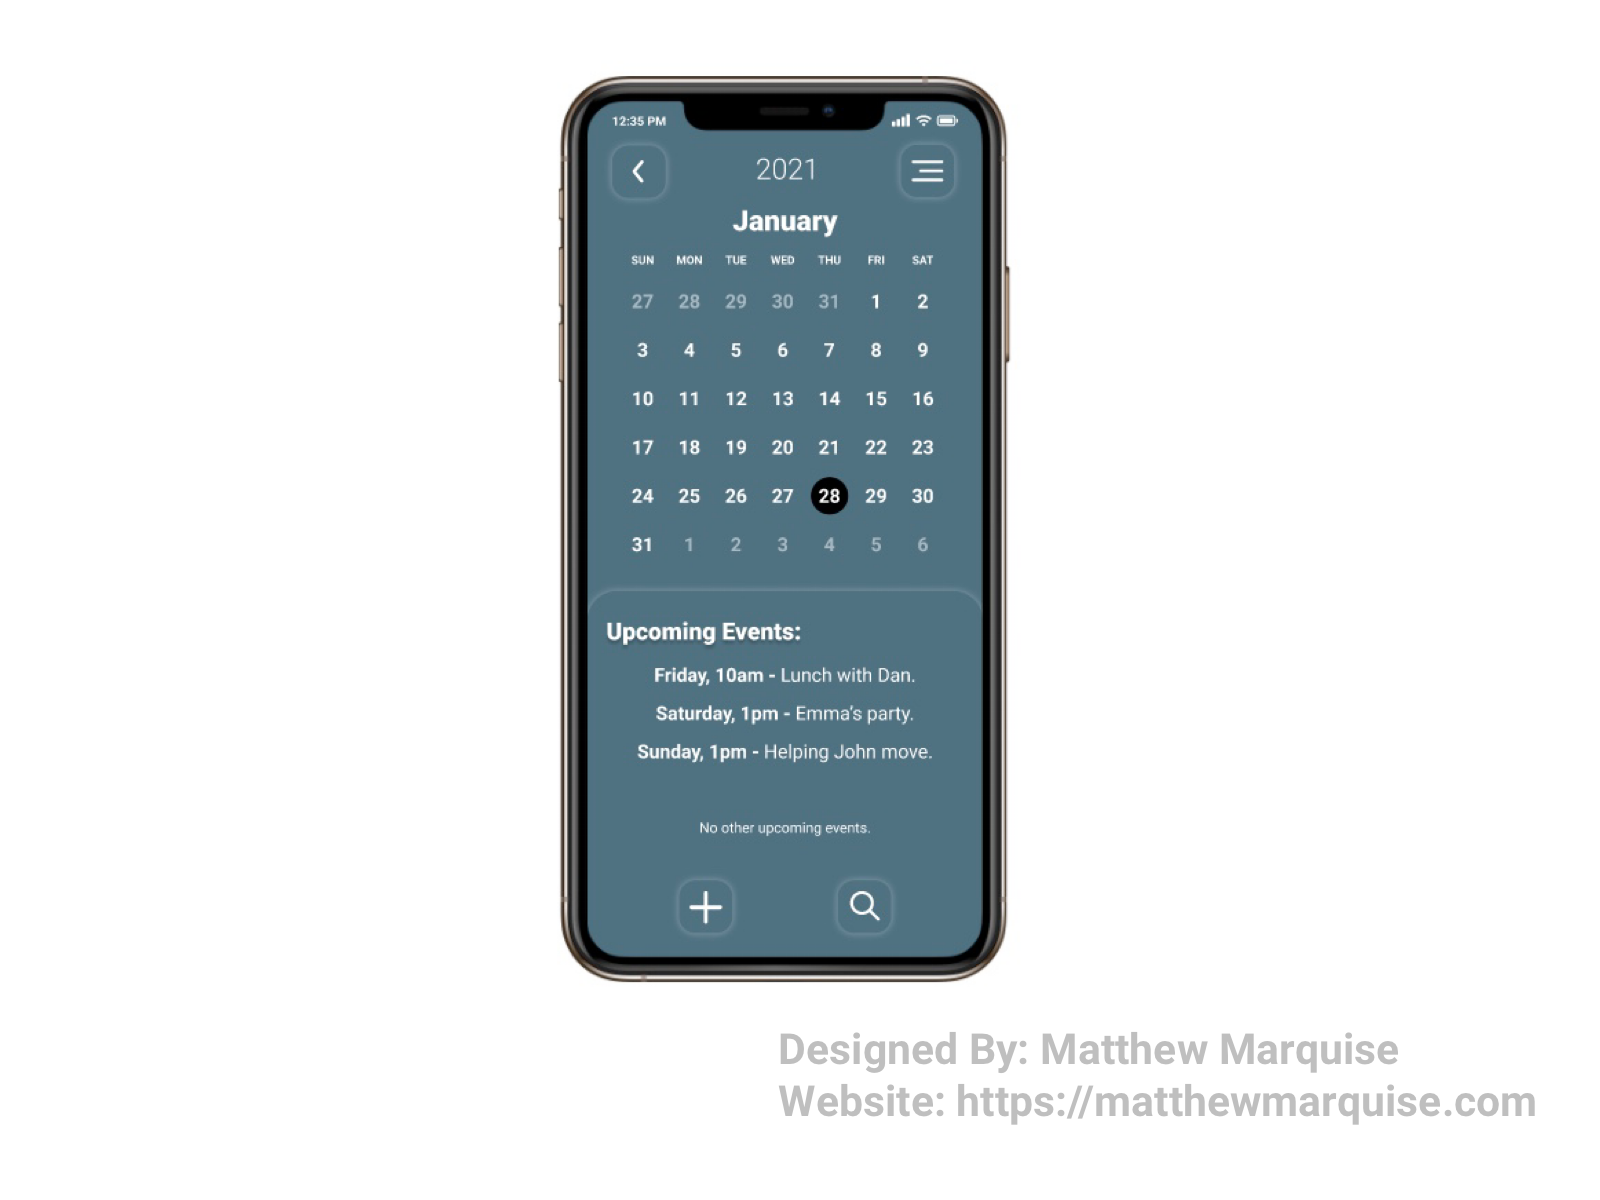 12:35 PM
2021
January
SUN MON TUE WED THU FRI SAT
27 28 29 30 31 1 2
3 4 5 6 7 8 9
10 11 12 13 14 15 16
17 18 19 20 21 22 23
24 25 26 27 28 29 30
31 1 2 3 4 5 6
Upcoming Events:
Friday, 10am - Lunch with Dan.
Saturday, 1pm - Emma's party.
Sunday, 1pm - Helping John move.
No other upcoming events.
Designed By: Matthew Marquise
Website: https://matthewmarquise.com